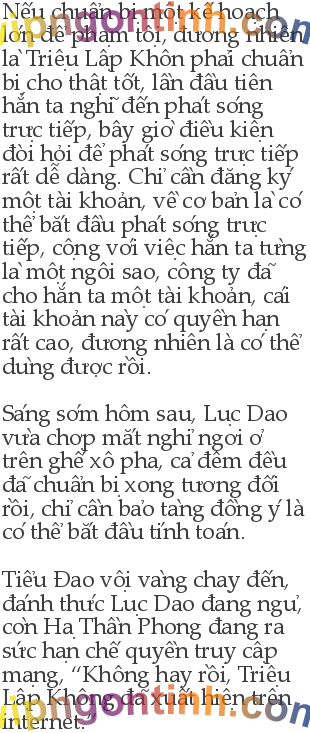 Nếu chuẩn bị một kế hoạch
lớn để phạm tội, đương nhiên
là Triệu Lập Khôn phải chuẩn
bị cho thật tốt, lần đầu tiên
hắn ta nghĩ đến phát sóng
trực tiếp, bây giờ điều kiện
đòi hỏi để phát sóng trực tiếp
rất dễ dàng. Chỉ cần đăng ký
một tài khoản, về cơ bản là có
thể bắt đầu phát sóng trực
tiếp, cộng với việc hắn ta từng
là một ngôi sao, công ty đã
cho hắn ta một tài khoản, cái
tài khoản này có quyền hạn
rất cao, đương nhiên là có thể
dùng được rồi.

Sáng sớm hôm sau, Lục Dao
vừa chợp mắt nghỉ ngơi ở
trên ghế xô pha, cả đêm đều
đã chuẩn bị xong tương đối
rồi, chỉ cần bảo tàng đồng ý là
có thể bắt đầu tính toán.

Tiểu Đao vội vàng chạy đến,
đánh thức Lục Dao đang ngủ,
còn Hạ Thần Phong đang ra
sức hạn chế quyền truy cập
mạng, “Không hay rồi, Triệu
Lập Không đã xuất hiện trên
internet.”
vipngontinh.com
vipngontinh.com